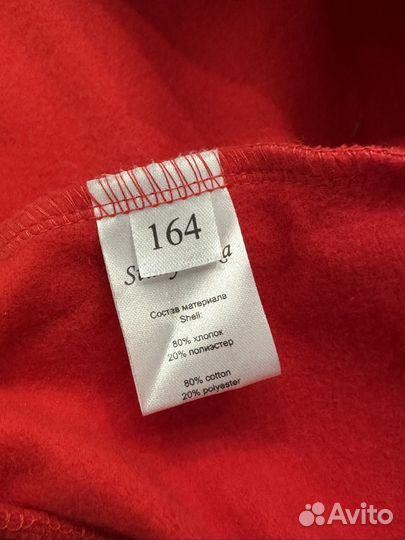 164
Состав материала
Shell:
80% хлопок
20% полиэстер
80% cotton
20% polyester
Avito